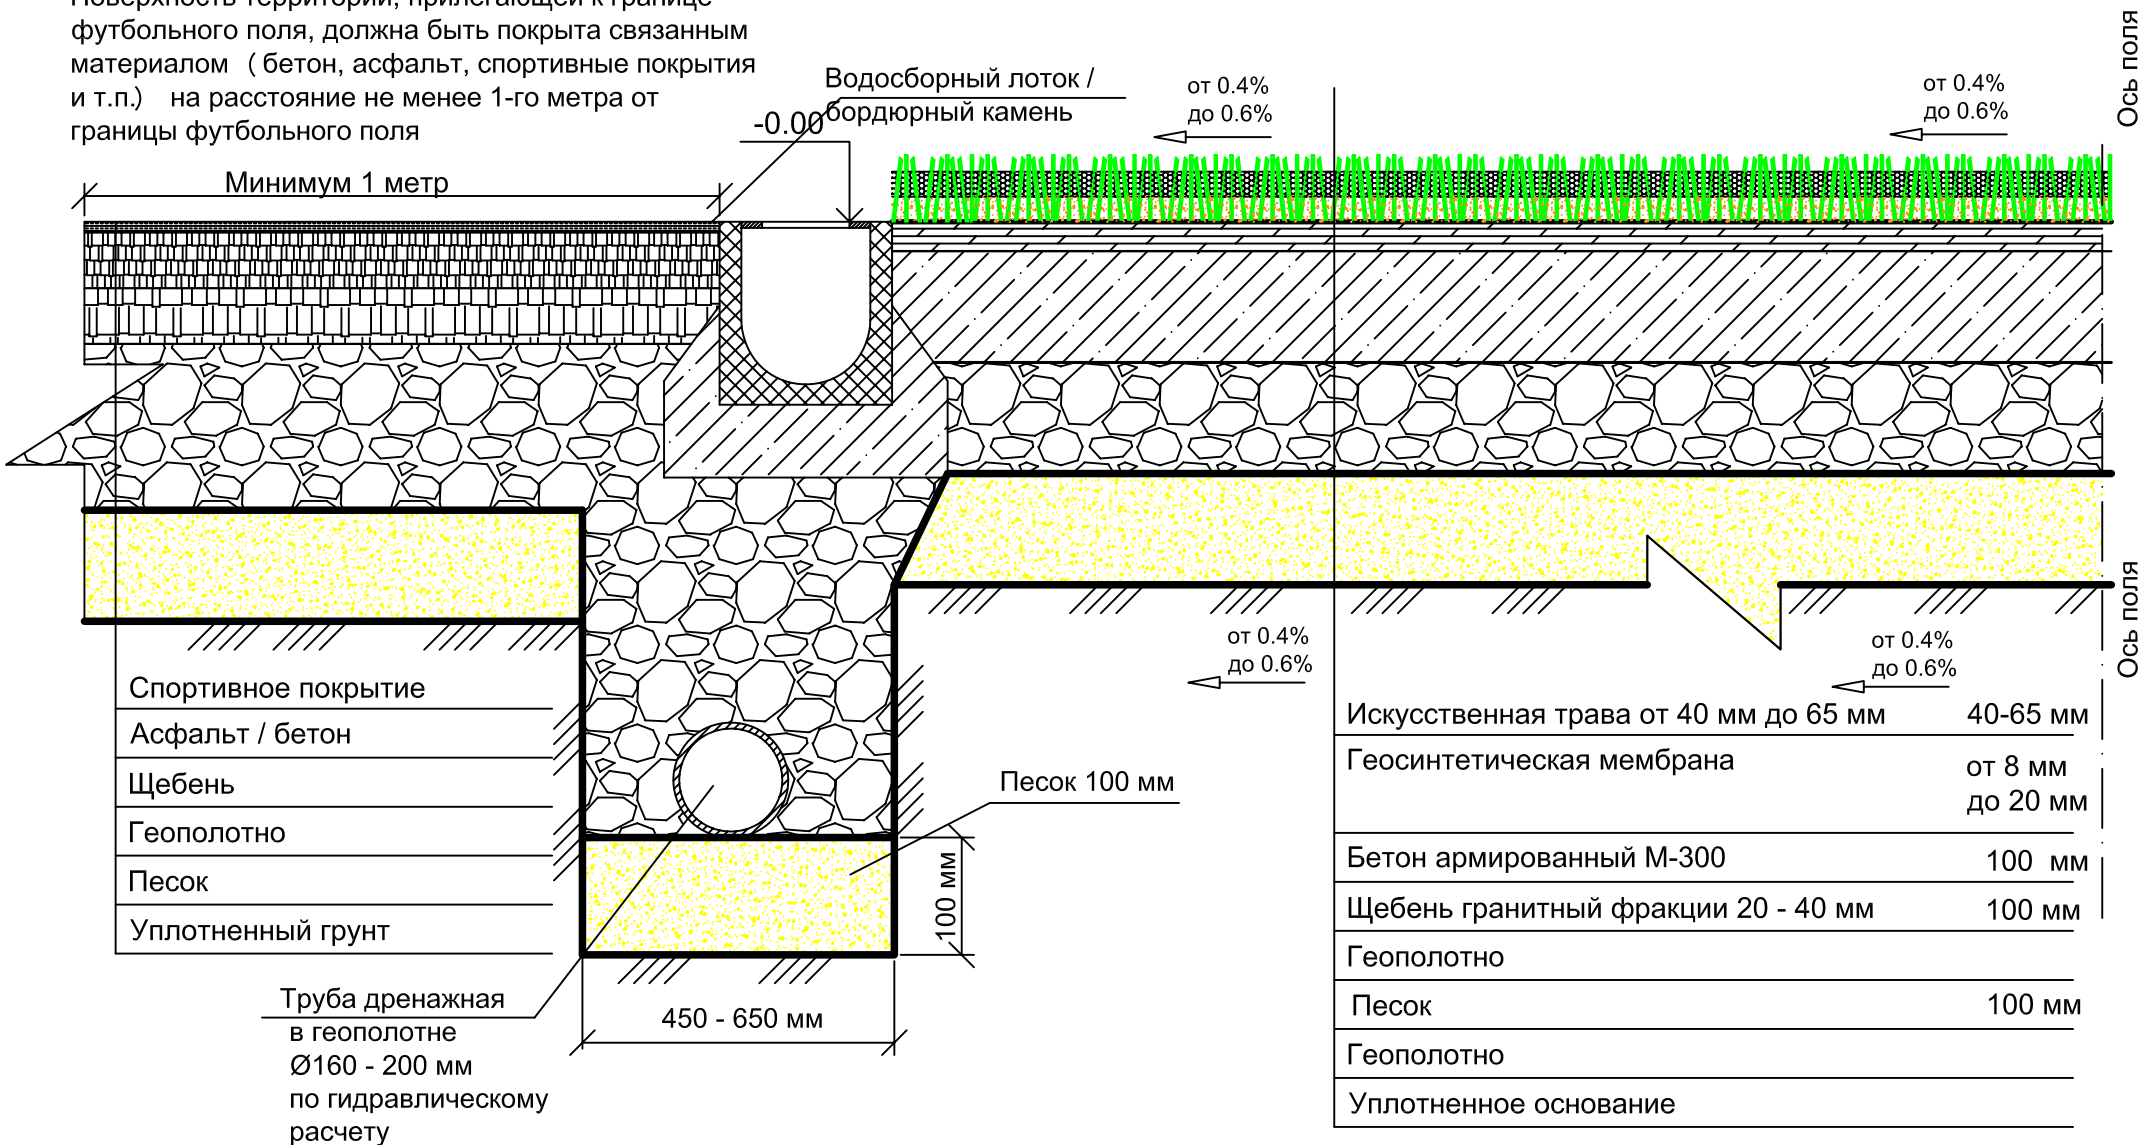 Поверхность территории, прилегающей к границе
футбольного поля, должна быть покрыта связанным
материалом ( бетон, асфальт, спортивные покрытия
и т.п.) на расстояние не менее 1-го метра от
границы футбольного поля
Водосборный лоток /
бордюрный камень
-0.00
Минимум 1 метр
от 0.4%
до 0.6%
от 0.4%
до 0.6%
Ось поля
Ось поля
от 0.4%
до 0.6%
от 0.4%
до 0.6%
Спортивное покрытие
Асфальт / бетон
Щебень
Геополотно
Песок
Уплотненный грунт
Труба дренажная
в геополотне
Ø160 - 200 мм
по гидравлическому
расчету
450 - 650 мм
100 мм
Песок 100 мм
Искусственная трава от 40 мм до 65 мм 40-65 мм
Геосинтетическая мембрана от 8 мм
до 20 мм
Бетон армированный М-300 100 мм
Щебень гранитный фракции 20 - 40 мм 100 мм
Геополотно
Песок 100 мм
Геополотно
Уплотненное основание